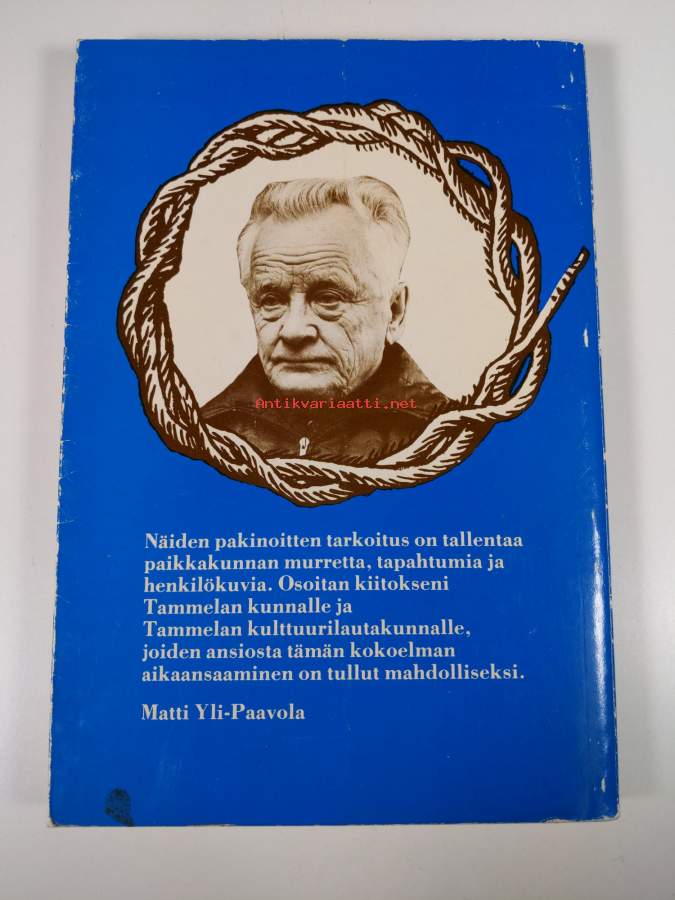 Antikvariaatti.net
Näiden pakinoitten tarkoitus on tallentaa
paikkakunnan murretta, tapahtumia ja
henkilökuvia. Osoitan kiitokseni
Tammelan kunnalle ja
Tammelan kulttuurilautakunnalle,
joiden ansiosta tämän kokoelman
aikaansaaminen on tullut mahdolliseksi.
Matti Yli-Paavola